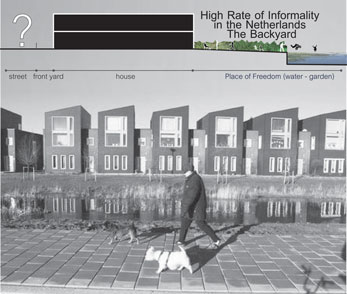 ?
High Rate of Informality
in the Netherlands
The Backyard
street front yard house Place of Freedom (water - garden)